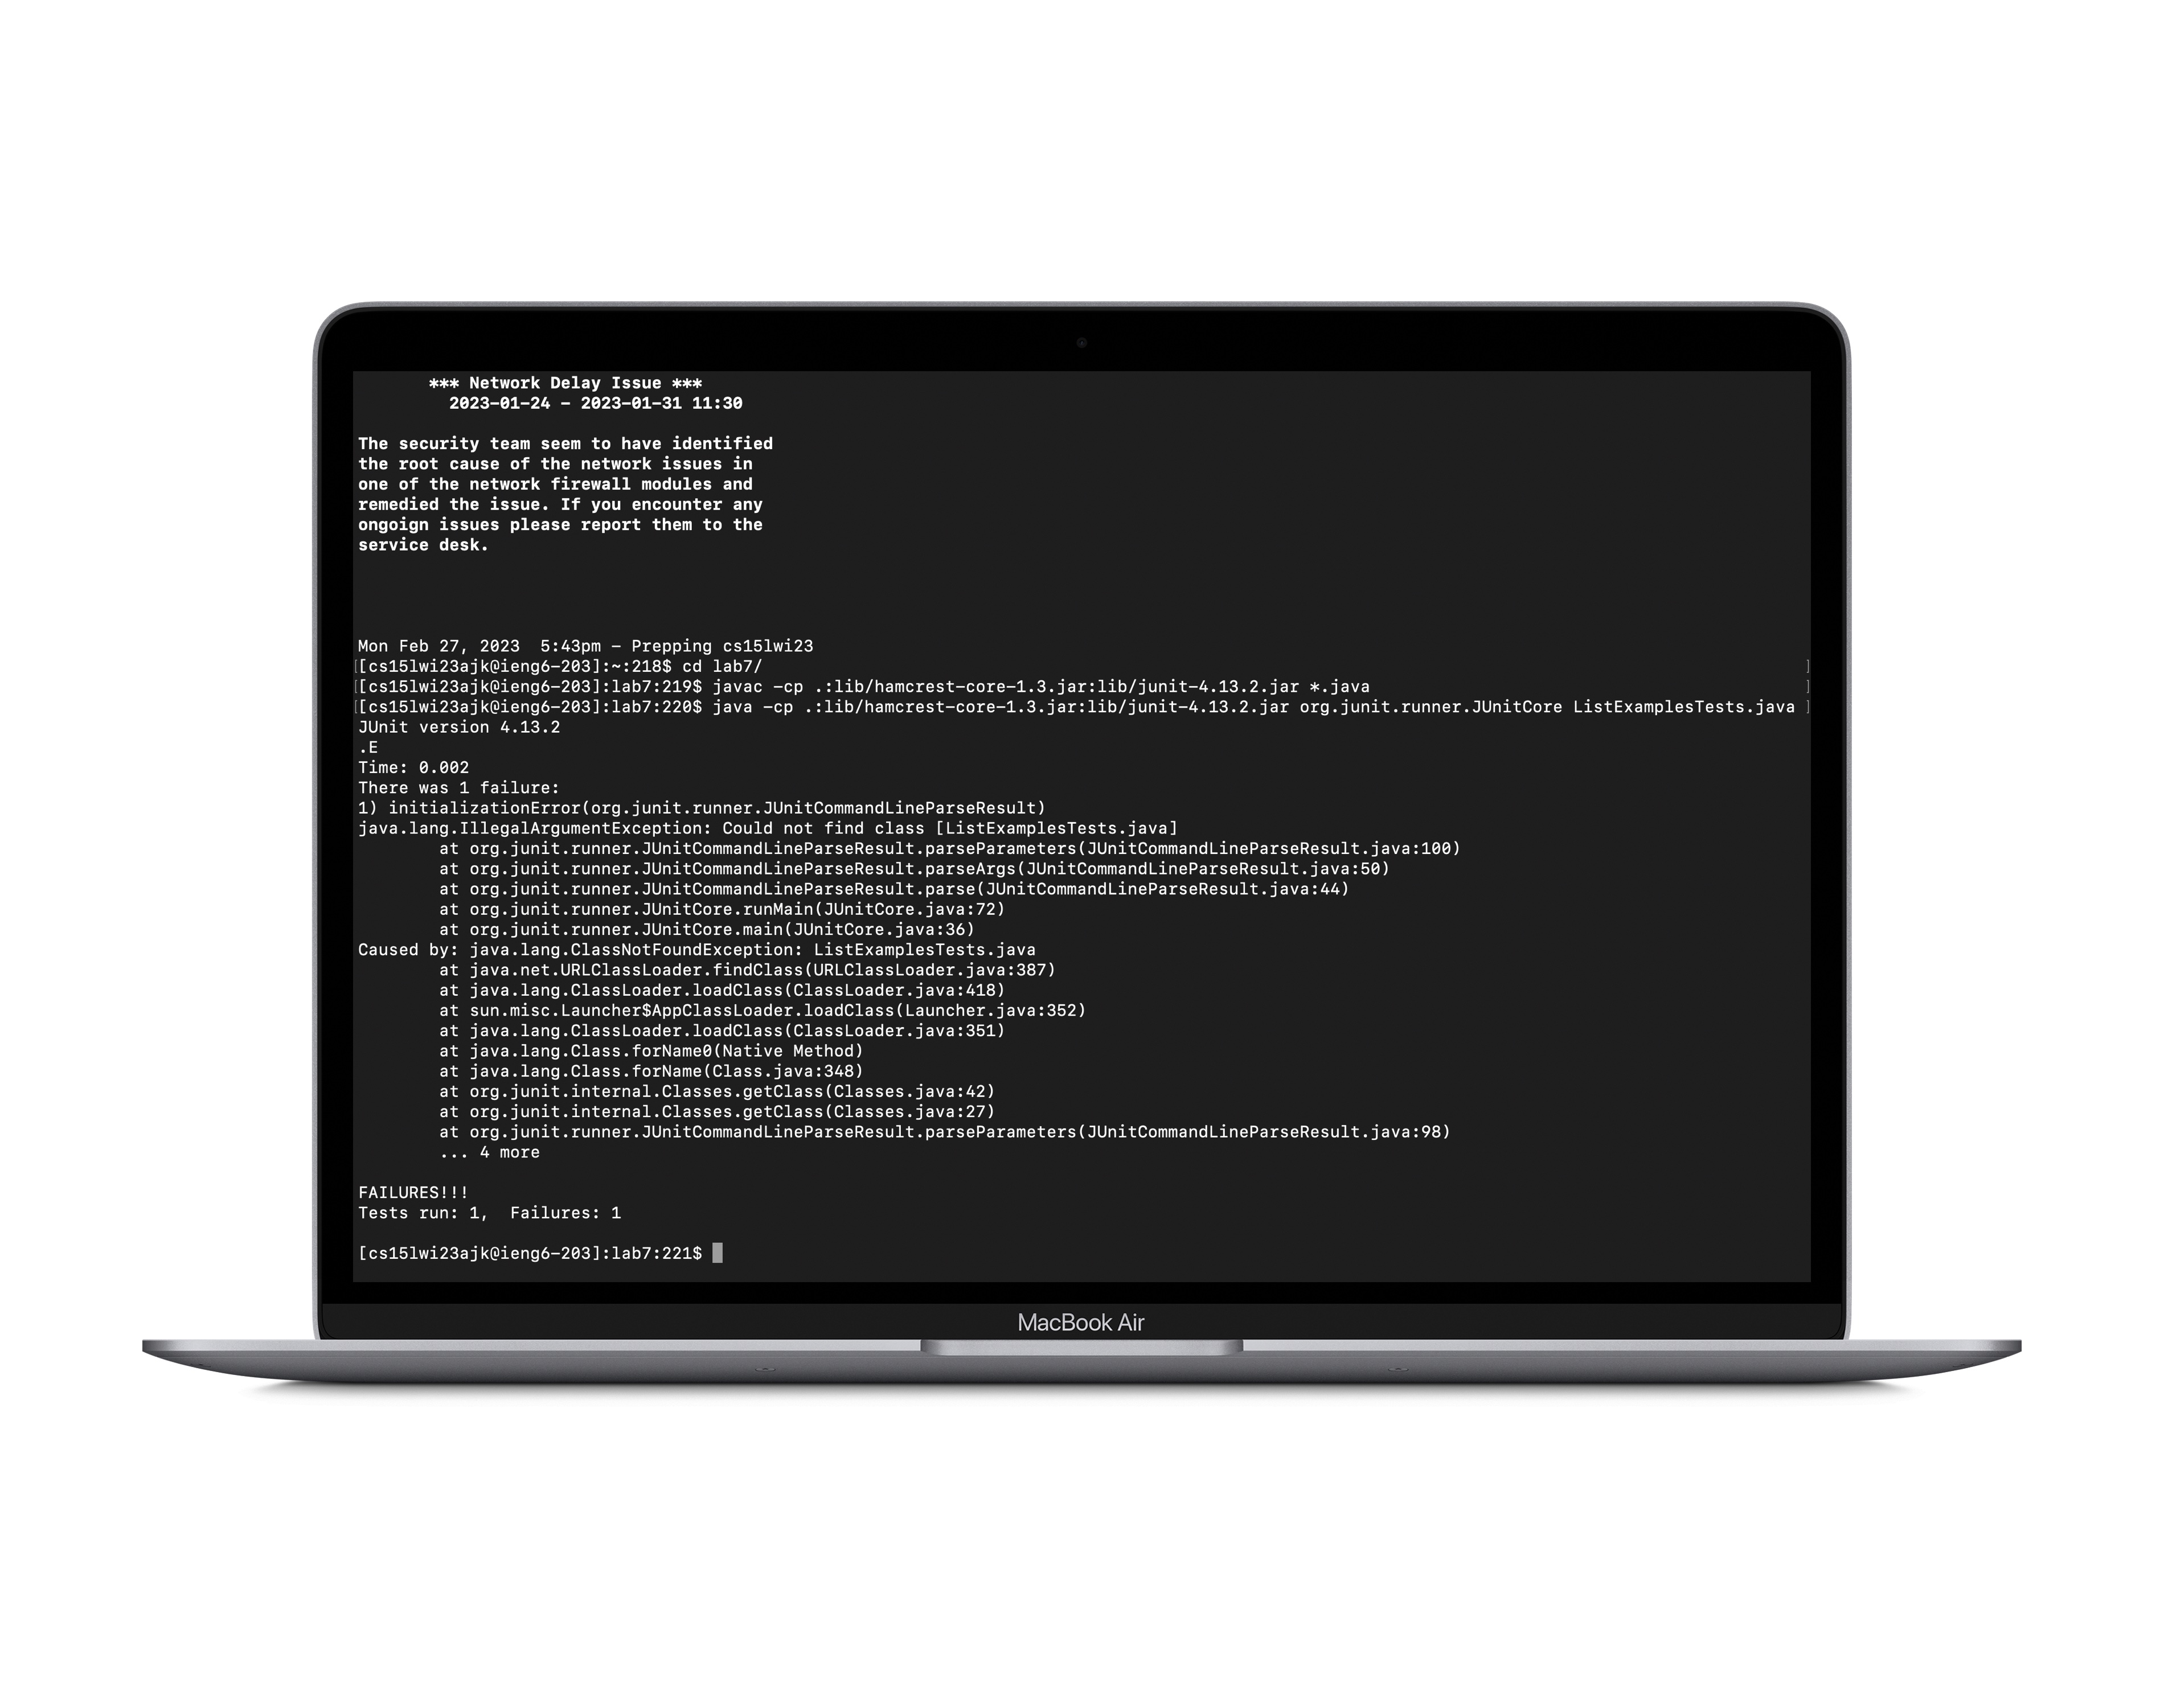 *** Network Delay Issue ***
2023-01-24 – 2023-01-31 11:30
The security team seem to have identified
the root cause of the network issues in
one of the network firewall modules and
remedied the issue. If you encounter any
ongoign issues please report them to the
service desk.
Mon Feb 27, 2023  5:43pm – Prepping cs15lwi23
[[cs15lwi23ajk@ieng6-203]:~:218$ cd lab7/ ]
[[cs15lwi23ajk@ieng6-203]:lab7:219$ javac -cp .:lib/hamcrest-core-1.3.jar:lib/junit-4.13.2.jar *.java ]
[[cs15lwi23ajk@ieng6-203]:lab7:220$ java -cp .:lib/hamcrest-core-1.3.jar:lib/junit-4.13.2.jar org.junit.runner.JUnitCore ListExamplesTests.java ]
JUnit version 4.13.2
.E
Time: 0.002
There was 1 failure:
1) initializationError(org.junit.runner.JUnitCommandLineParseResult)
java.lang.IllegalArgumentException: Could not find class [ListExamplesTests.java]
at org.junit.runner.JUnitCommandLineParseResult.parseParameters(JUnitCommandLineParseResult.java:100)
at org.junit.runner.JUnitCommandLineParseResult.parseArgs(JUnitCommandLineParseResult.java:50)
at org.junit.runner.JUnitCommandLineParseResult.parse(JUnitCommandLineParseResult.java:44)
at org.junit.runner.JUnitCore.runMain(JUnitCore.java:72)
at org.junit.runner.JUnitCore.main(JUnitCore.java:36)
Caused by: java.lang.ClassNotFoundException: ListExamplesTests.java
at java.net.URLClassLoader.findClass(URLClassLoader.java:387)
at java.lang.ClassLoader.loadClass(ClassLoader.java:418)
at sun.misc.Launcher$AppClassLoader.loadClass(Launcher.java:352)
at java.lang.ClassLoader.loadClass(ClassLoader.java:351)
at java.lang.Class.forName0(Native Method)
at java.lang.Class.forName(Class.java:348)
at org.junit.internal.Classes.getClass(Classes.java:42)
at org.junit.internal.Classes.getClass(Classes.java:27)
at org.junit.runner.JUnitCommandLineParseResult.parseParameters(JUnitCommandLineParseResult.java:98)
... 4 more
FAILURES!!!
Tests run: 1,  Failures: 1
[cs15lwi23ajk@ieng6-203]:lab7:221$
MacBook Air